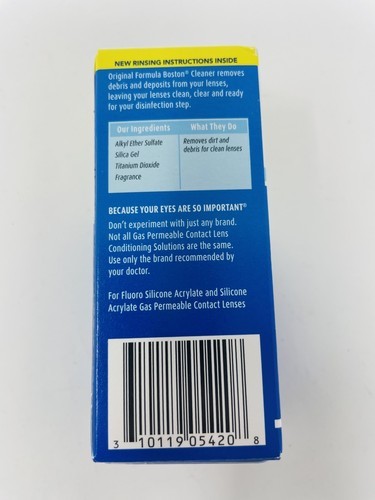 NEW RINSING INSTRUCTIONS INSIDE
Original Formula Boston® Cleaner removes
debris and deposits from your lenses,
leaving your lenses clean, clear and ready
for your disinfection step.
Our Ingredients What They Do
Alkyl Ether Sulfate Removes dirt and
Silica Gel debris for clean lenses
Titanium Dioxide
Fragrance
BECAUSE YOUR EYES ARE SO IMPORTANT®
Don't experiment with just any brand.
Not all Gas Permeable Contact Lens
Conditioning Solutions are the same.
Use only the brand recommended by
your doctor.
For Fluoro Silicone Acrylate and Silicone
Acrylate Gas Permeable Contact Lenses
3 10119 05420 8